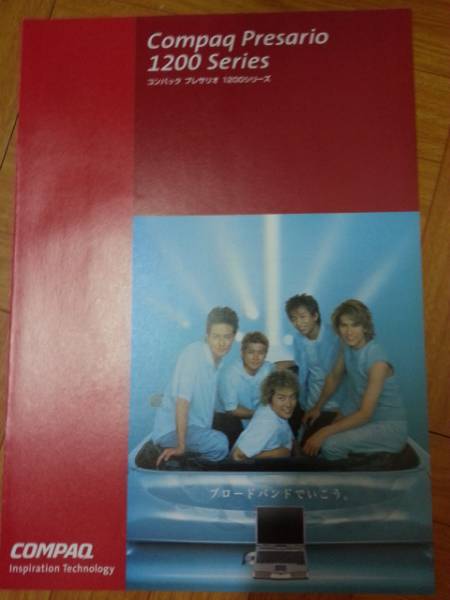 Compaq Presario
1200 Series
コンパック プレサリオ 1200シリーズ
ブロードバンドでいこう。
COMPAQ
Inspiration Technology